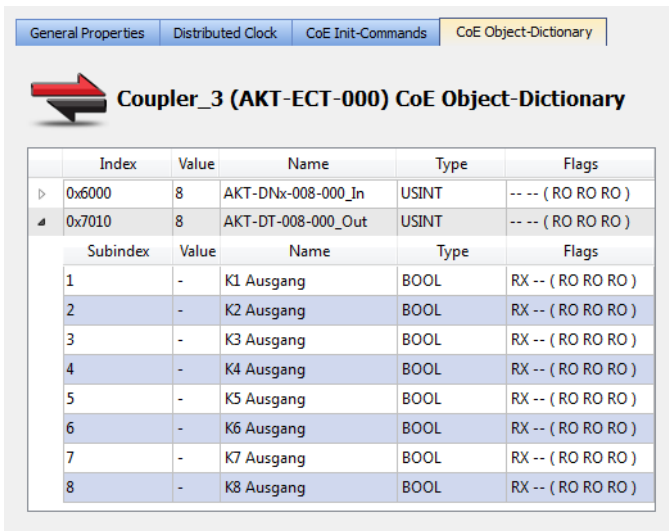 General Properties Distributed Clock CoE Init-Commands CoE Object-Dictionary
Coupler_3 (AKT-ECT-000) CoE Object-Dictionary
Index Value Name Type Flags
0x6000 8 AKT-DNx-008-000_In USINT -- -- ( RO RO RO )
0x7010 8 AKT-DT-008-000_Out USINT -- -- ( RO RO RO )
Subindex Value Name Type Flags
1 - K1 Ausgang BOOL RX -- ( RO RO RO )
2 - K2 Ausgang BOOL RX -- ( RO RO RO )
3 - K3 Ausgang BOOL RX -- ( RO RO RO )
4 - K4 Ausgang BOOL RX -- ( RO RO RO )
5 - K5 Ausgang BOOL RX -- ( RO RO RO )
6 - K6 Ausgang BOOL RX -- ( RO RO RO )
7 - K7 Ausgang BOOL RX -- ( RO RO RO )
8 - K8 Ausgang BOOL RX -- ( RO RO RO )